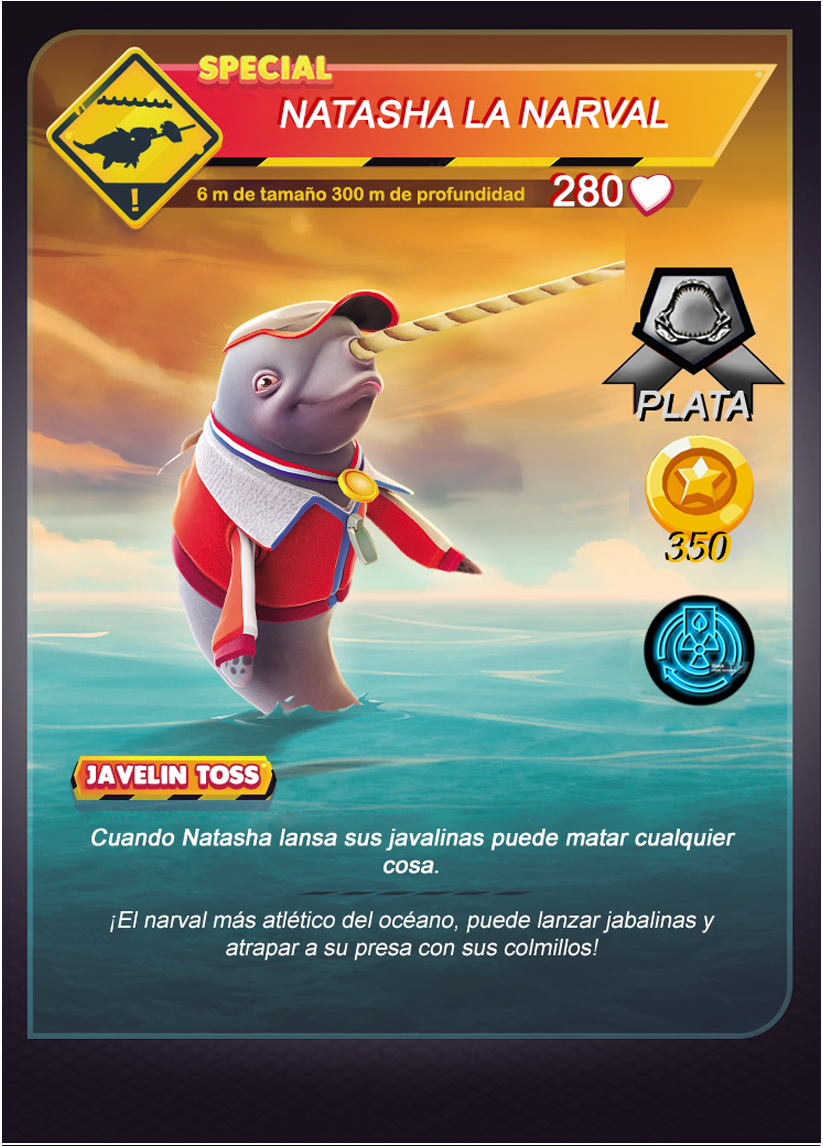 SPECIAL
NATASHA LA NARVAL
6 m de tamaño 300 m de profundidad
280
!
PLATA
350
JAVELIN TOSS
Cuando Natasha lansa sus javalinas puede matar cualquier
cosa.
¡El narval más atlético del océano, puede lanzar jabalinas y
atrapar a su presa con sus colmillos!